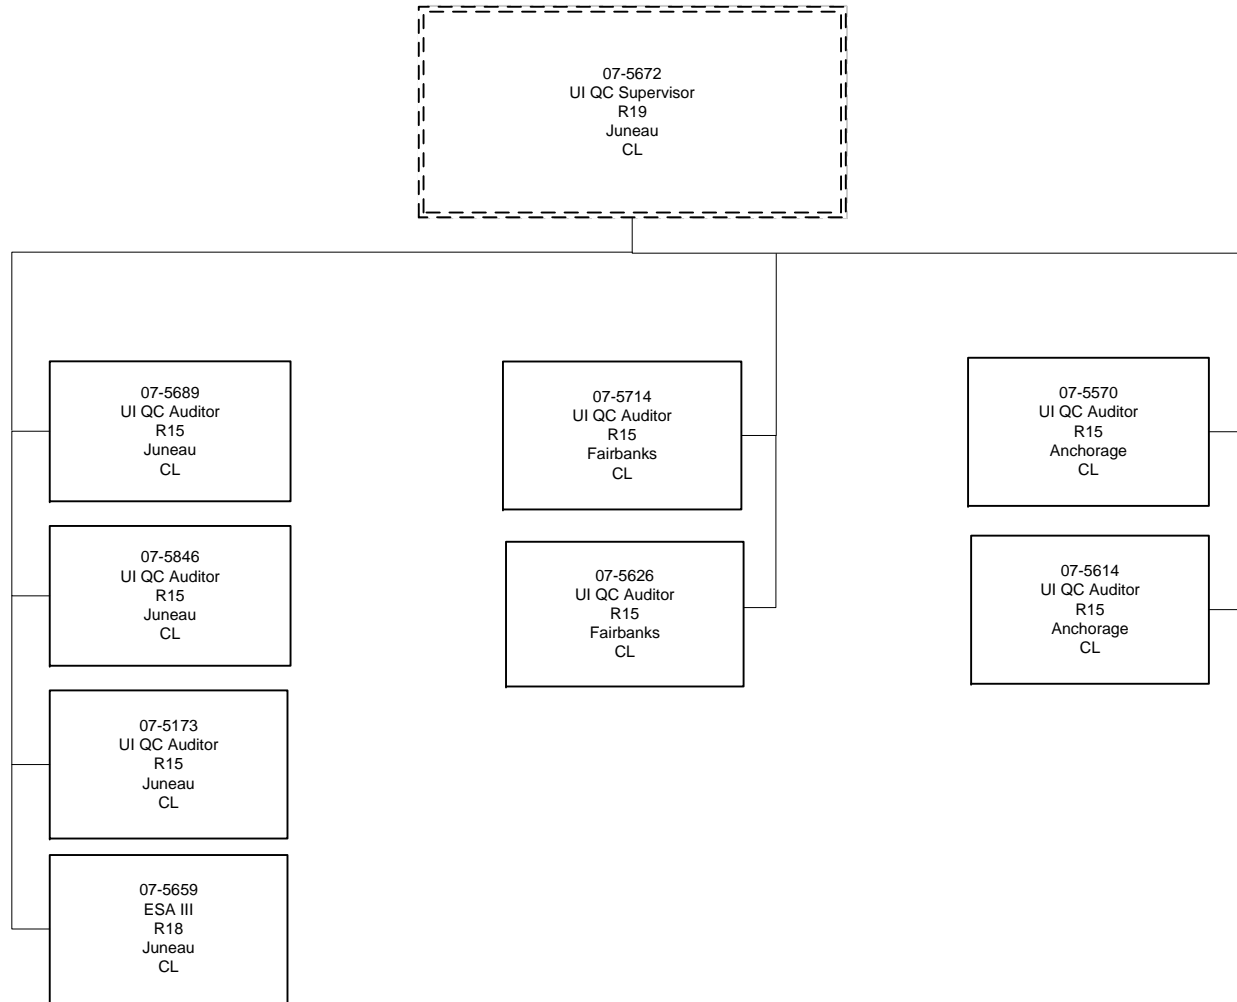 07-5672
UI QC Supervisor
R19
Juneau
CL
07-5689
UI QC Auditor
R15
Juneau
CL
07-5846
UI QC Auditor
R15
Juneau
CL
07-5173
UI QC Auditor
R15
Juneau
CL
07-5659
ESA III
R18
Juneau
CL
07-5714
UI QC Auditor
R15
Fairbanks
CL
07-5626
UI QC Auditor
R15
Fairbanks
CL
07-5570
UI QC Auditor
R15
Anchorage
CL
07-5614
UI QC Auditor
R15
Anchorage
CL